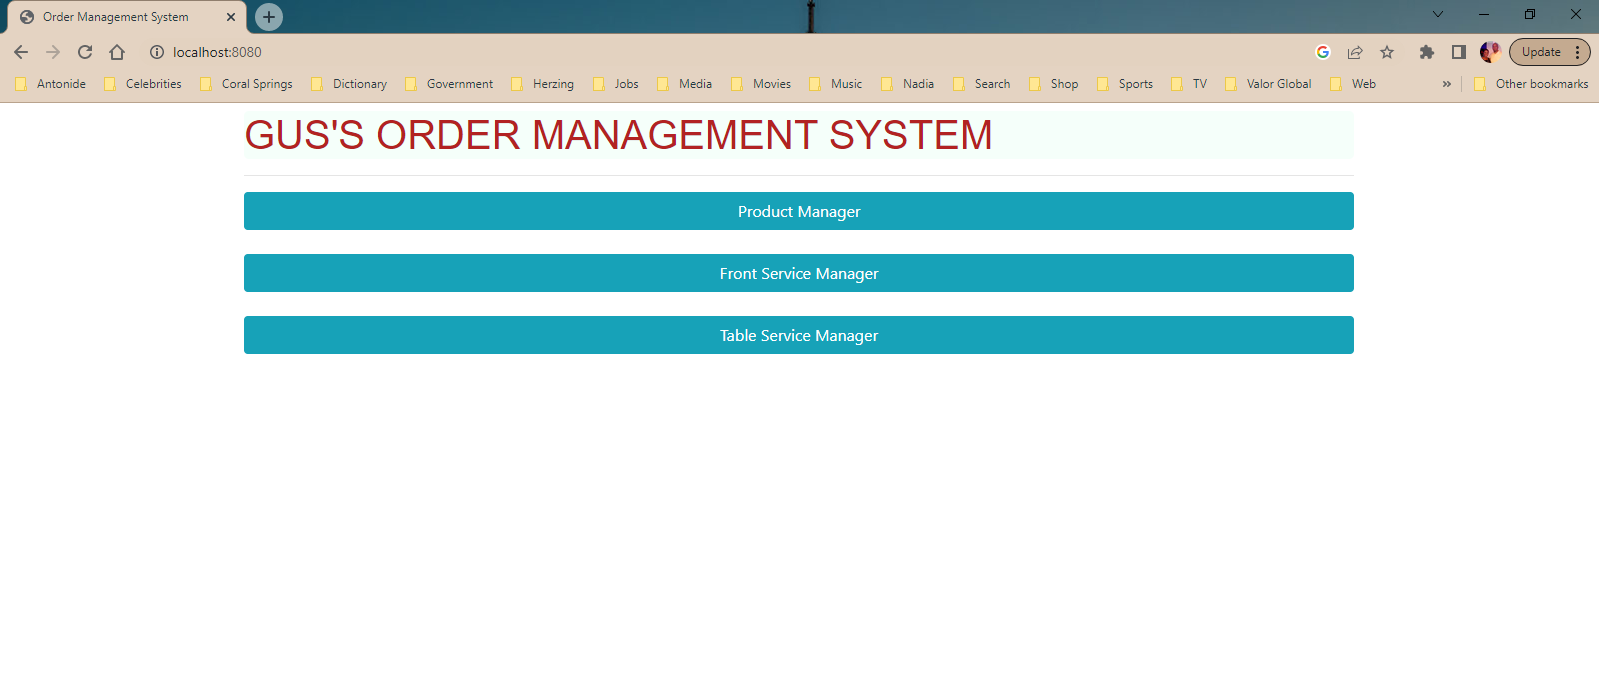 Order Management System
localhost:8080
Update
Antonide Celebrities Coral Springs Dictionary Government Herzing Jobs Media Movies Music Nadia Search Shop Sports TV Valor Global Web » Other bookmarks
GUS'S ORDER MANAGEMENT SYSTEM
Product Manager
Front Service Manager
Table Service Manager